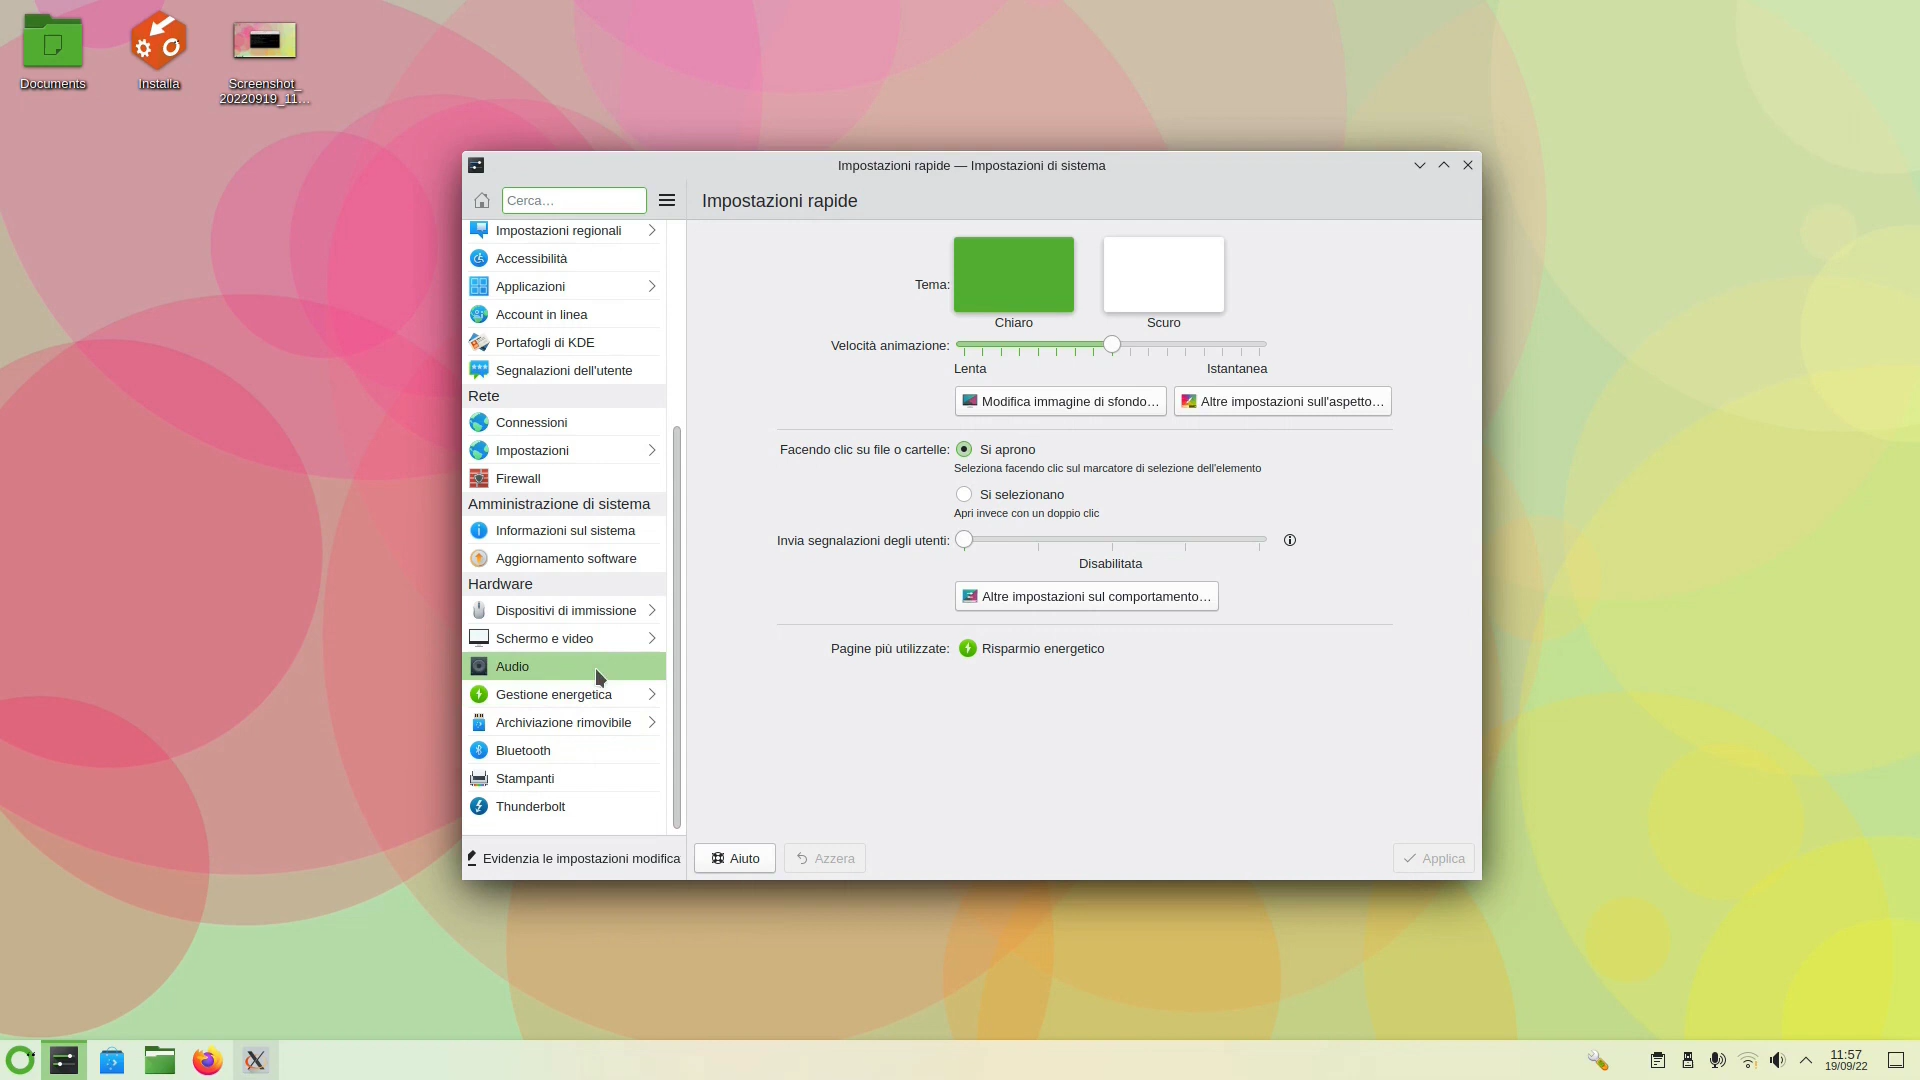 Documents
Installa
Screenshot_
20220919_11...
Impostazioni rapide — Impostazioni di sistema
Cerca...
Impostazioni rapide
Impostazioni regionali
Accessibilità
Applicazioni
Account in linea
Portafogli di KDE
Segnalazioni dell'utente
Rete
Connessioni
Impostazioni
Firewall
Amministrazione di sistema
Informazioni sul sistema
Aggiornamento software
Hardware
Dispositivi di immissione
Schermo e video
Audio
Gestione energetica
Archiviazione rimovibile
Bluetooth
Stampanti
Thunderbolt
Evidenzia le impostazioni modifica
Tema:
Chiaro
Scuro
Velocità animazione:
Lenta
Istantanea
Modifica immagine di sfondo...
Altre impostazioni sull'aspetto...
Facendo clic su file o cartelle:
Si aprono
Seleziona facendo clic sul marcatore di selezione dell'elemento
Si selezionano
Apri invece con un doppio clic
Invia segnalazioni degli utenti:
Disabilitata
Altre impostazioni sul comportamento...
Pagine più utilizzate:
Risparmio energetico
Aiuto
Azzera
Applica
11:57
19/09/22